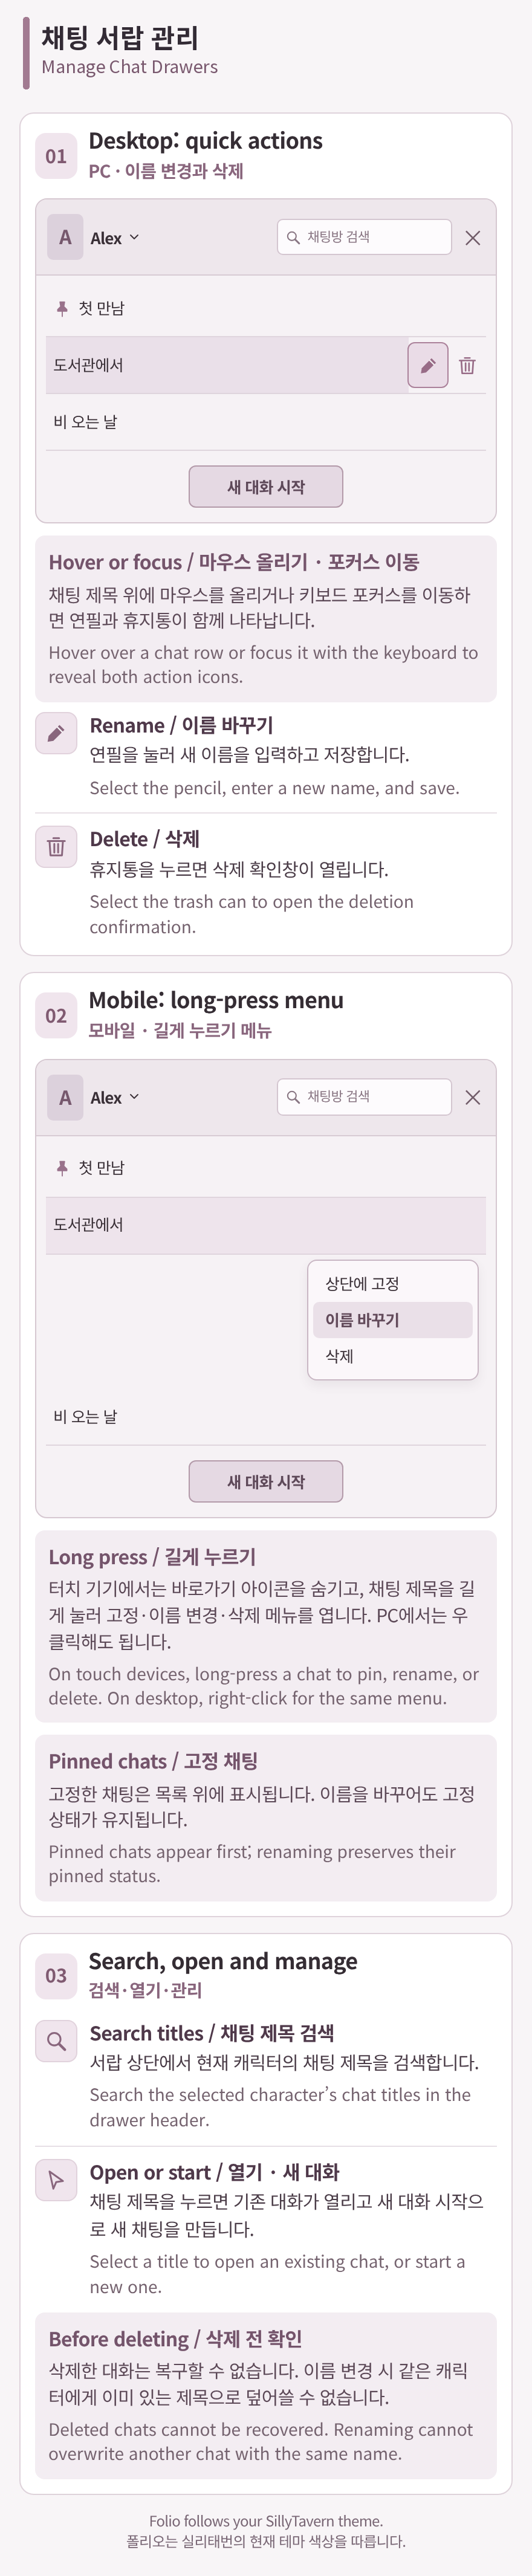 채팅 서랍 관리
Manage Chat Drawers
01
Desktop: quick actions
PC · 이름 변경과 삭제
A
Alex
채팅방 검색
첫 만남
도서관에서
비 오는 날
새 대화 시작
Hover or focus / 마우스 올리기 · 포커스 이동
채팅 제목 위에 마우스를 올리거나 키보드 포커스를 이동하
면 연필과 휴지통이 함께 나타납니다.
Hover over a chat row or focus it with the keyboard to
reveal both action icons.
Rename / 이름 바꾸기
연필을 눌러 새 이름을 입력하고 저장합니다.
Select the pencil, enter a new name, and save.
Delete / 삭제
휴지통을 누르면 삭제 확인창이 열립니다.
Select the trash can to open the deletion
confirmation.
02
Mobile: long-press menu
모바일 · 길게 누르기 메뉴
A
Alex
채팅방 검색
첫 만남
도서관에서
상단에 고정
이름 바꾸기
삭제
비 오는 날
새 대화 시작
Long press / 길게 누르기
터치 기기에서는 바로가기 아이콘을 숨기고, 채팅 제목을 길
게 눌러 고정·이름 변경·삭제 메뉴를 엽니다. PC에서는 우
클릭해도 됩니다.
On touch devices, long-press a chat to pin, rename, or
delete. On desktop, right-click for the same menu.
Pinned chats / 고정 채팅
고정한 채팅은 목록 위에 표시됩니다. 이름을 바꾸어도 고정
상태가 유지됩니다.
Pinned chats appear first; renaming preserves their
pinned status.
03
Search, open and manage
검색·열기·관리
Search titles / 채팅 제목 검색
서랍 상단에서 현재 캐릭터의 채팅 제목을 검색합니다.
Search the selected character’s chat titles in the
drawer header.
Open or start / 열기 · 새 대화
채팅 제목을 누르면 기존 대화가 열리고 새 대화 시작으
로 새 채팅을 만듭니다.
Select a title to open an existing chat, or start a
new one.
Before deleting / 삭제 전 확인
삭제한 대화는 복구할 수 없습니다. 이름 변경 시 같은 캐릭
터에게 이미 있는 제목으로 덮어쓸 수 없습니다.
Deleted chats cannot be recovered. Renaming cannot
overwrite another chat with the same name.
Folio follows your SillyTavern theme.
폴리오는 실리태번의 현재 테마 색상을 따릅니다.